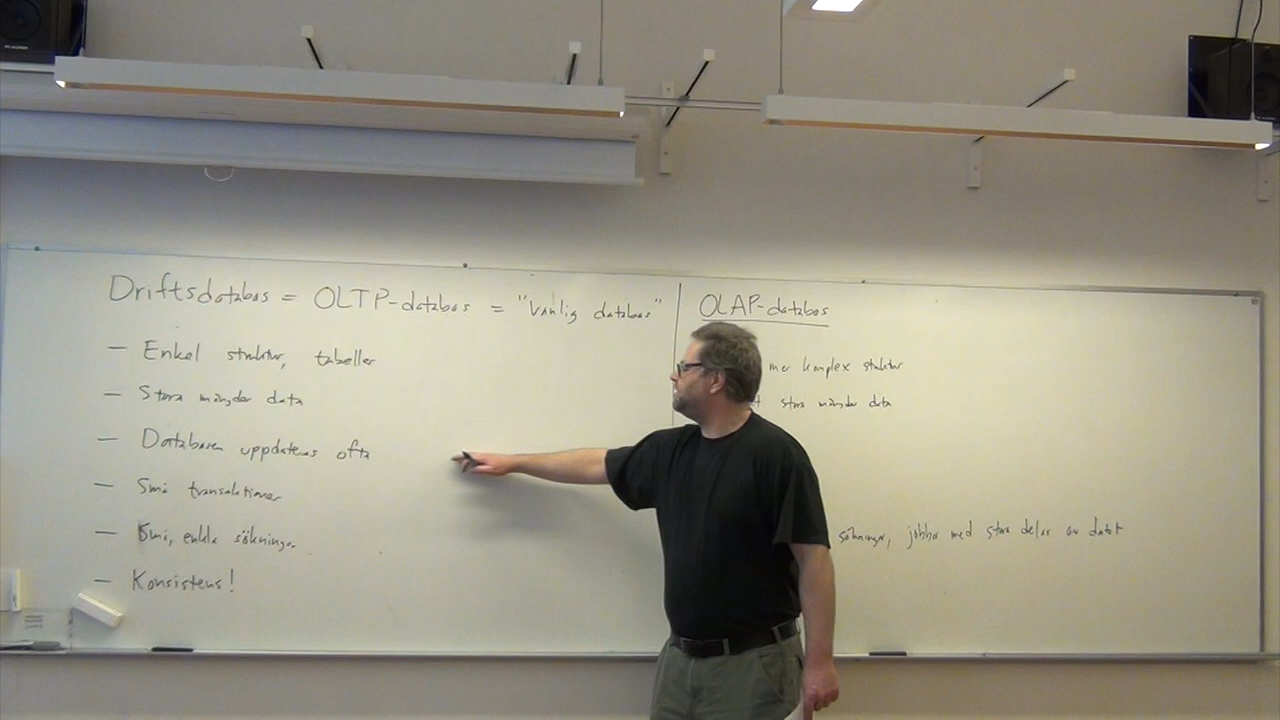 Driftsdatabas = OLTP-databas = "Vanlig databas"
- Enkel struktur, tabeller
- Stora mängder data
- Databasen uppdateras ofta
- Små transaktioner
- Små, enkla sökningar
- Konsistens!
OLAP-databas
mer komplex struktur
t stora mängder data
sökningar, jobbar med stora delar av datat